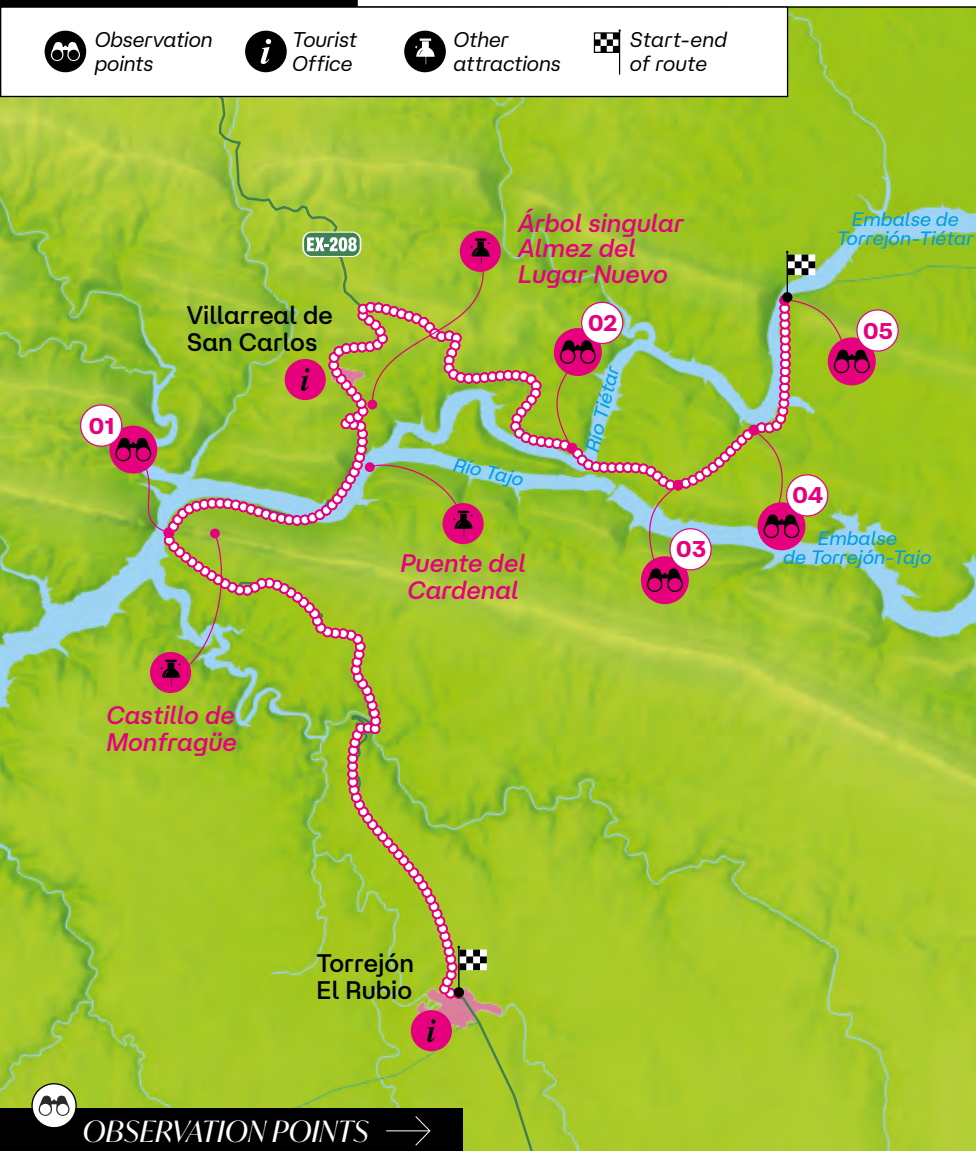 Observation
points
Tourist
Office
Other
attractions
Start-end
of route
Árbol singular
Almez del
Lugar Nuevo
Embalse de
Torrejón-Tiétar
EX-208
Villarreal de
San Carlos
i
02
05
Río Tiétar
01
Río Tajo
04
03
Embalse
de Torrejón-Tajo
Puente del
Cardenal
Castillo de
Monfragüe
Torrejón
El Rubio
i
OBSERVATION POINTS →